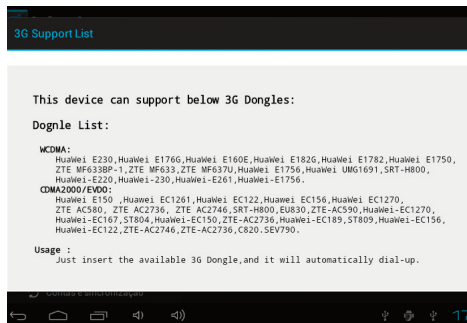 3G Support List
This device can support below 3G Dongles:
Dognle List:
WCDMA:
HuaWei E230,HuaWei E176G,HuaWei E160E,HuaWei E182G,HuaWei E1782,HuaWei E1750,
ZTE MF633BP-1,ZTE MF633,ZTE MF637U,HuaWei E1756,HuaWei UMG1691,SRT-H800,
HuaWei-E220,HuaWei-230,HuaWei-E261,HuaWei-E1756.
CDMA2000/EVDO:
HuaWei E150 ,HuaWei EC1261,HuaWei EC122,HuaWei EC156,HuaWei EC1270,
ZTE AC580, ZTE AC2736, ZTE AC2746,SRT-H800,EU830,ZTE-AC590,HuaWei-EC1270,
HuaWei-EC167,ST804,HuaWei-EC150,ZTE-AC2736,HuaWei-EC189,ST809,HuaWei-EC156,
HuaWei-EC122,ZTE-AC2746,ZTE-AC2736,C820.SEV790.
Usage :
Just insert the available 3G Dongle,and it will automatically dial-up.
Contas e sincronização